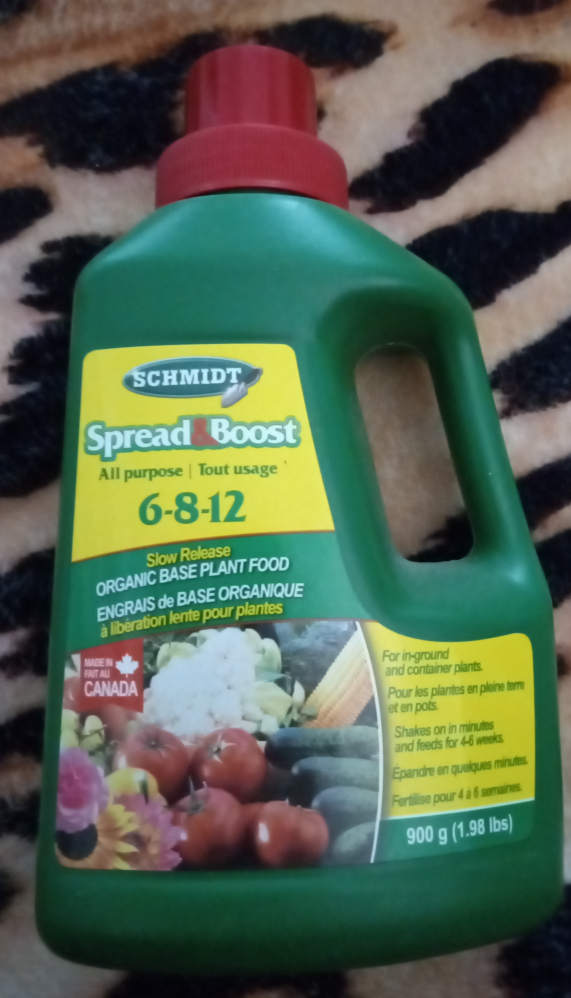 SCHMIDT
Spread&Boost
All purpose | Tout usage
6-8-12
Slow Release
ORGANIC BASE PLANT FOOD
ENGRAIS de BASE ORGANIQUE
à libération lente pour plantes
MADE IN
FAIT AU
CANADA
For in-ground
and container plants.
Pour les plantes en pleine terre
et en pots.
Shakes on in minutes
and feeds for 4-6 weeks.
Épandre en quelques minutes.
Fertilise pour 4 à 6 semaines.
900 g (1.98 lbs)